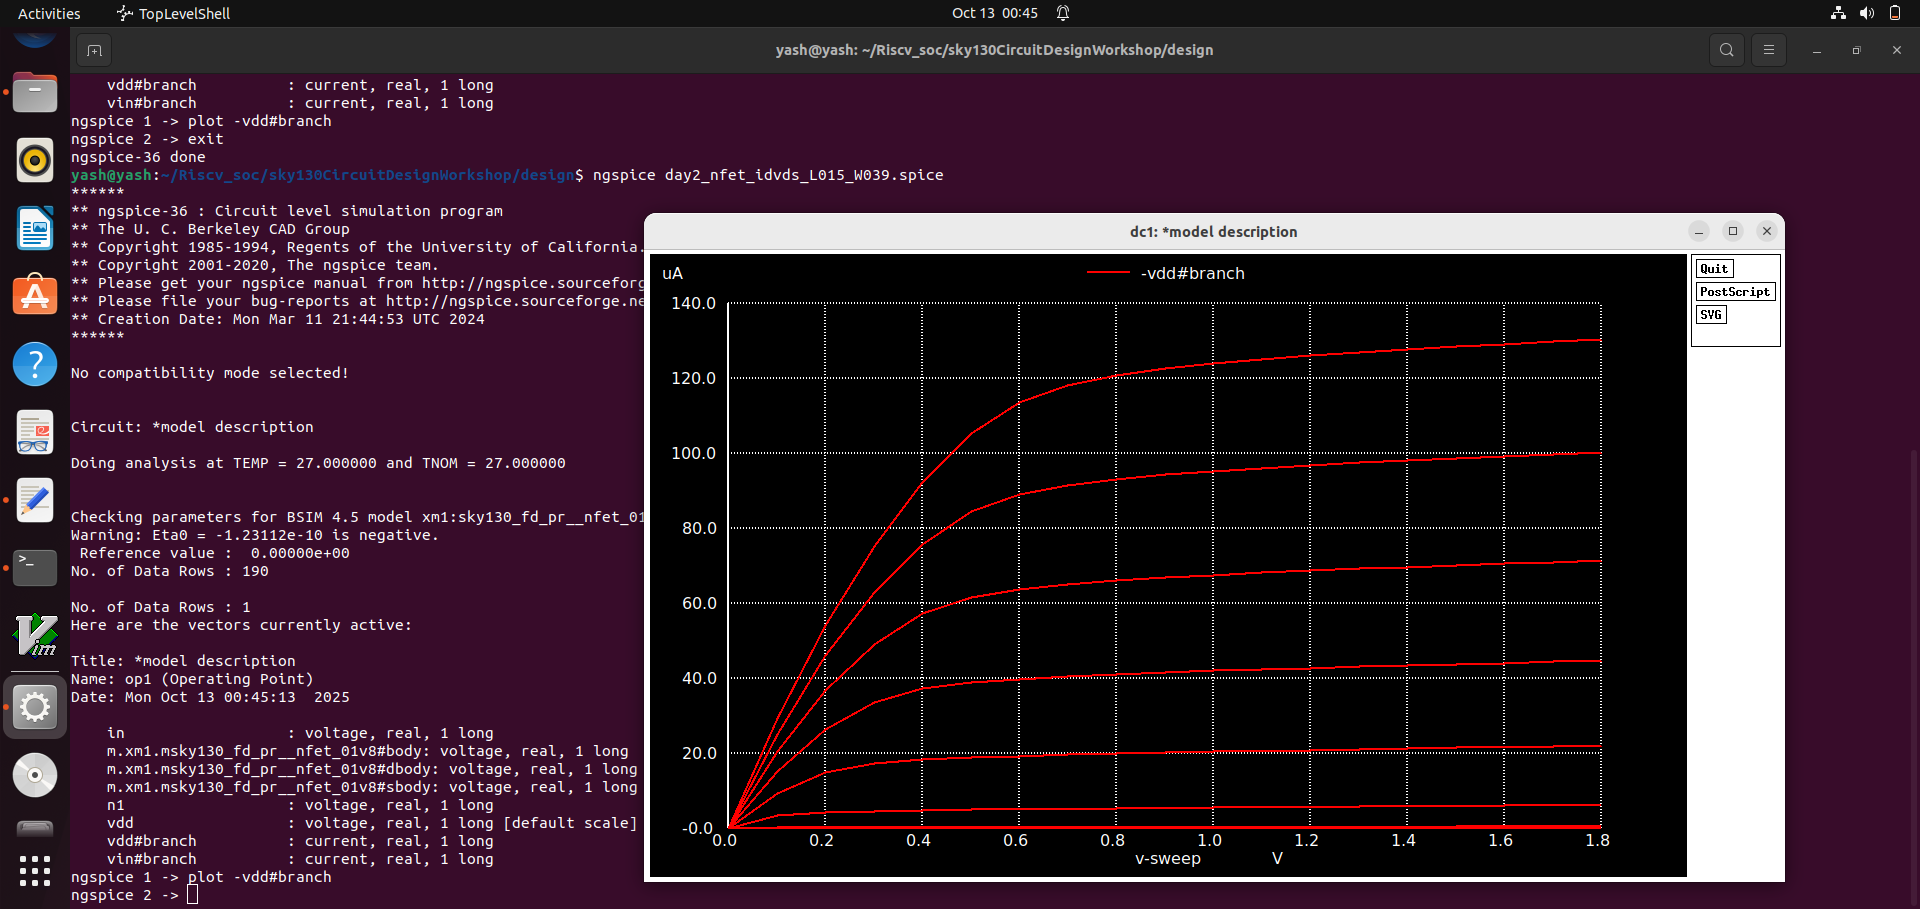 Activities
TopLevelShell
Oct 13  00:45
yash@yash: ~/Riscv_soc/sky130CircuitDesignWorkshop/design
    vdd#branch          : current, real, 1 long
    vin#branch          : current, real, 1 long
ngspice 1 -> plot -vdd#branch
ngspice 2 -> exit
ngspice-36 done
yash@yash:~/Riscv_soc/sky130CircuitDesignWorkshop/design$ ngspice day2_nfet_idvds_L015_W039.spice
******
** ngspice-36 : Circuit level simulation program
** The U. C. Berkeley CAD Group
** Copyright 1985-1994, Regents of the University of California.
** Copyright 2001-2020, The ngspice team.
** Please get your ngspice manual from http://ngspice.sourceforg
** Please file your bug-reports at http://ngspice.sourceforge.ne
** Creation Date: Mon Mar 11 21:44:53 UTC 2024
******
No compatibility mode selected!
Circuit: *model description
Doing analysis at TEMP = 27.000000 and TNOM = 27.000000
Checking parameters for BSIM 4.5 model xm1:sky130_fd_pr__nfet_01
Warning: Eta0 = -1.23112e-10 is negative.
 Reference value :  0.00000e+00
No. of Data Rows : 190
No. of Data Rows : 1
Here are the vectors currently active:
Title: *model description
Name: op1 (Operating Point)
Date: Mon Oct 13 00:45:13  2025
    in                  : voltage, real, 1 long
    m.xm1.msky130_fd_pr__nfet_01v8#body: voltage, real, 1 long
    m.xm1.msky130_fd_pr__nfet_01v8#dbody: voltage, real, 1 long
    m.xm1.msky130_fd_pr__nfet_01v8#sbody: voltage, real, 1 long
    n1                  : voltage, real, 1 long
    vdd                 : voltage, real, 1 long [default scale]
    vdd#branch          : current, real, 1 long
    vin#branch          : current, real, 1 long
ngspice 1 -> plot -vdd#branch
ngspice 2 ->
dc1: *model description
uA
-vdd#branch
140.0
120.0
100.0
80.0
60.0
40.0
20.0
-0.0
0.0 0.2 0.4 0.6 0.8 1.0 1.2 1.4 1.6 1.8
v-sweep V
Quit
PostScript
SVG
Vim